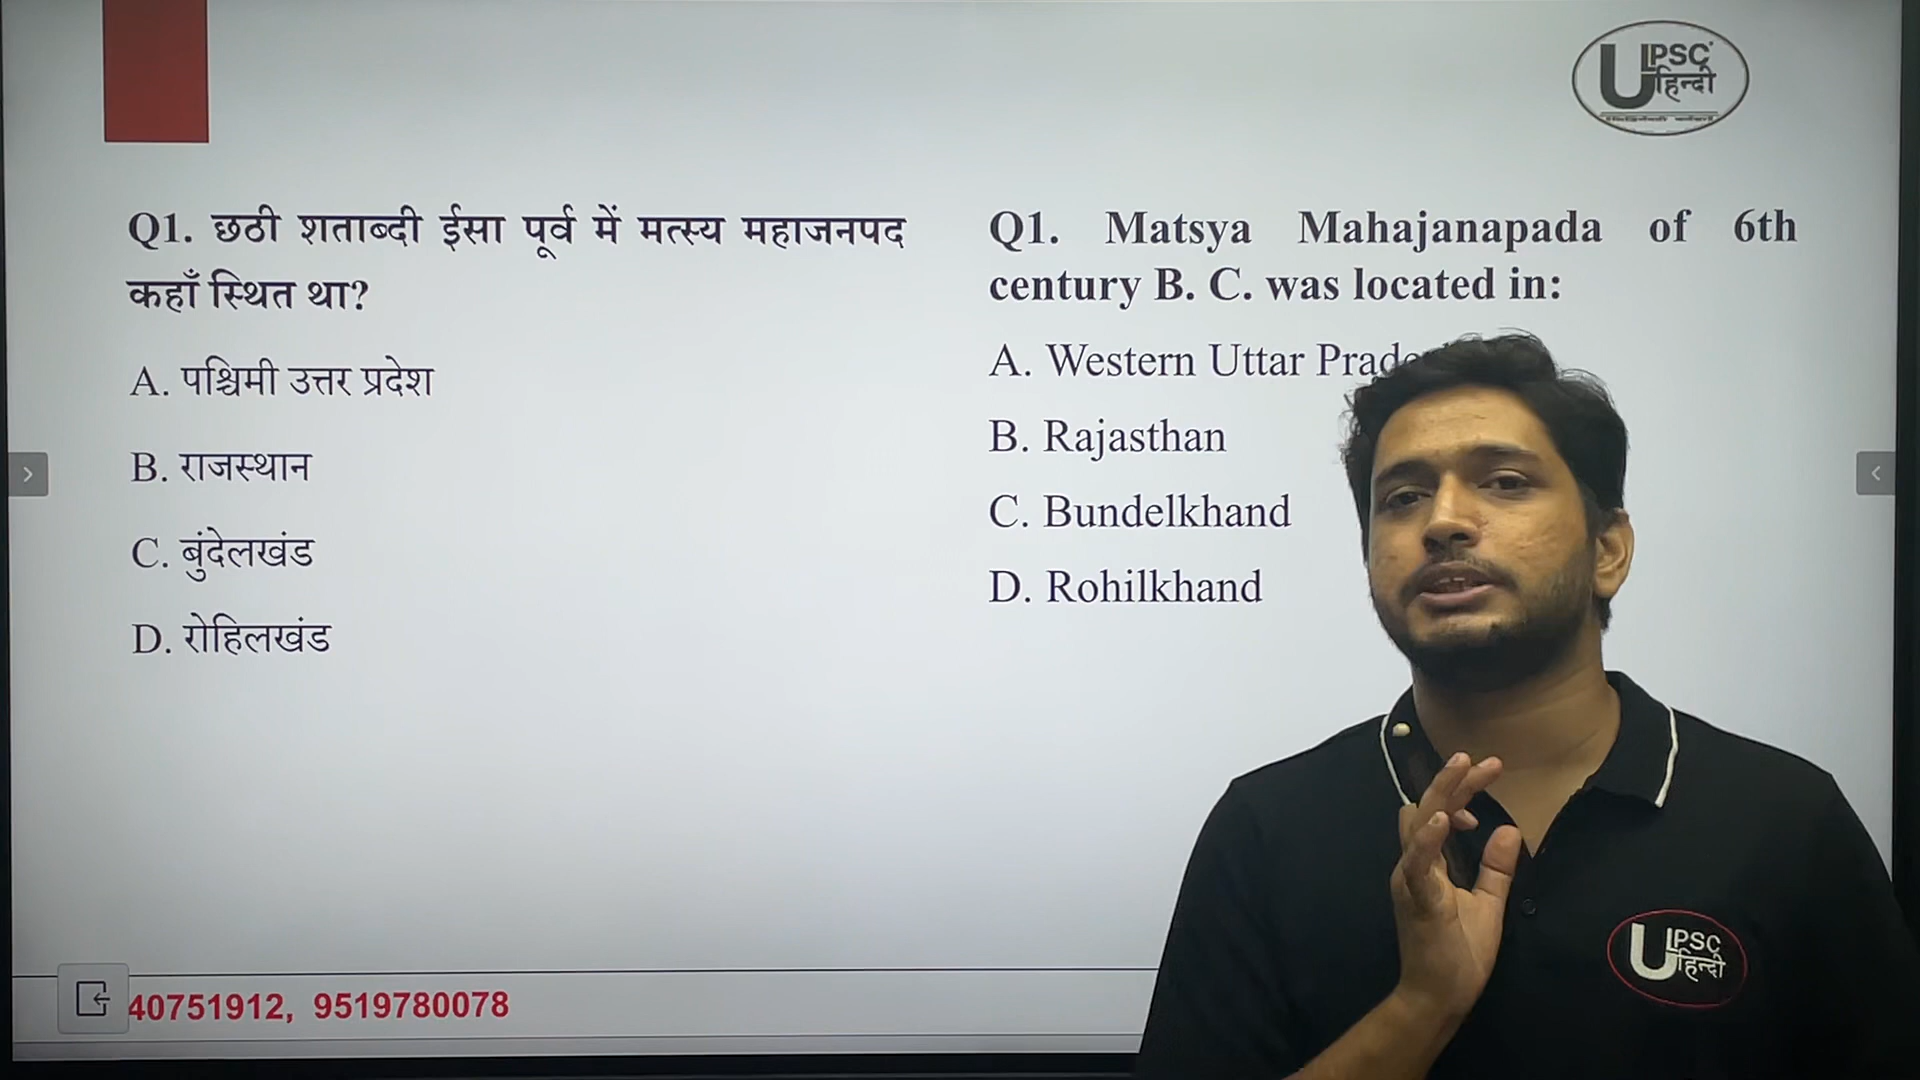 UPSC
हिन्दी
Q1. छठी शताब्दी ईसा पूर्व में मत्स्य महाजनपद
कहाँ स्थित था?
A. पश्चिमी उत्तर प्रदेश
B. राजस्थान
C. बुंदेलखंड
D. रोहिलखंड
Q1. Matsya Mahajanapada of 6th
century B. C. was located in:
A. Western Uttar
B. Rajasthan
C. Bundelkhand
D. Rohilkhand
40751912, 9519780078
UPSC
हिन्दी